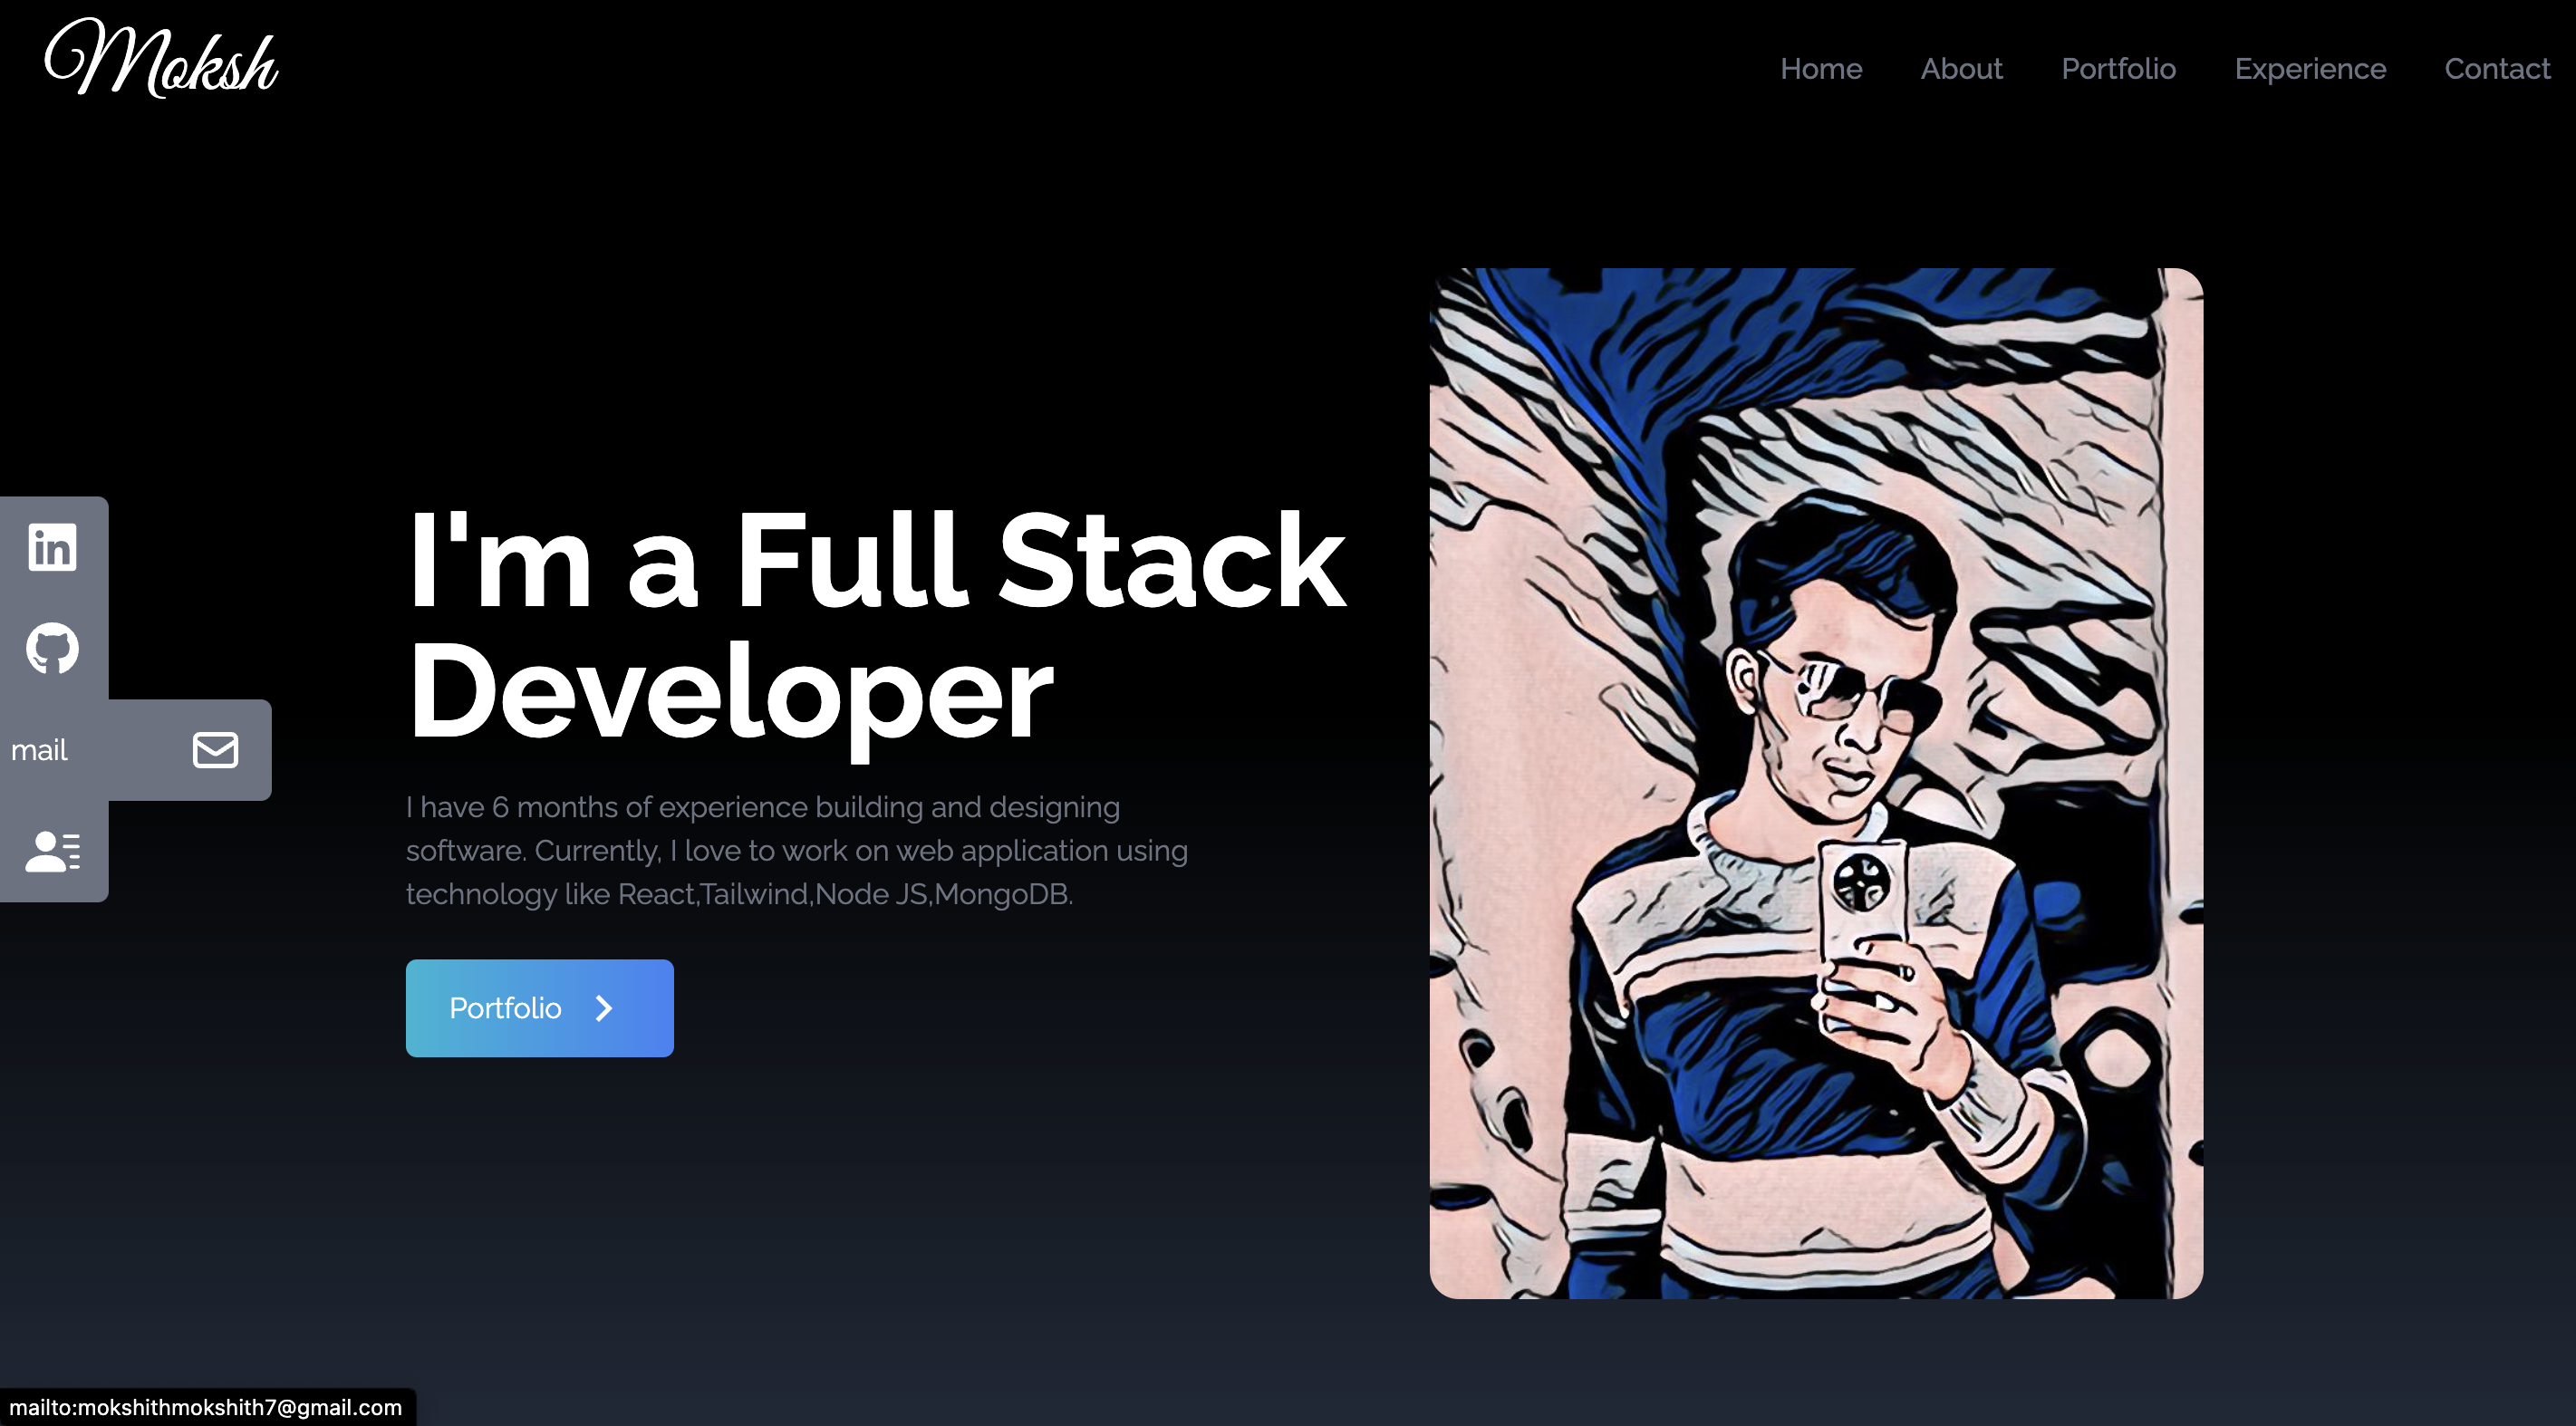 Moksh
Home About Portfolio Experience Contact
I'm a Full Stack
Developer
I have 6 months of experience building and designing
software. Currently, I love to work on web application using
technology like React,Tailwind,Node JS,MongoDB.
Portfolio
in
mail
mailto:mokshithmokshith7@gmail.com